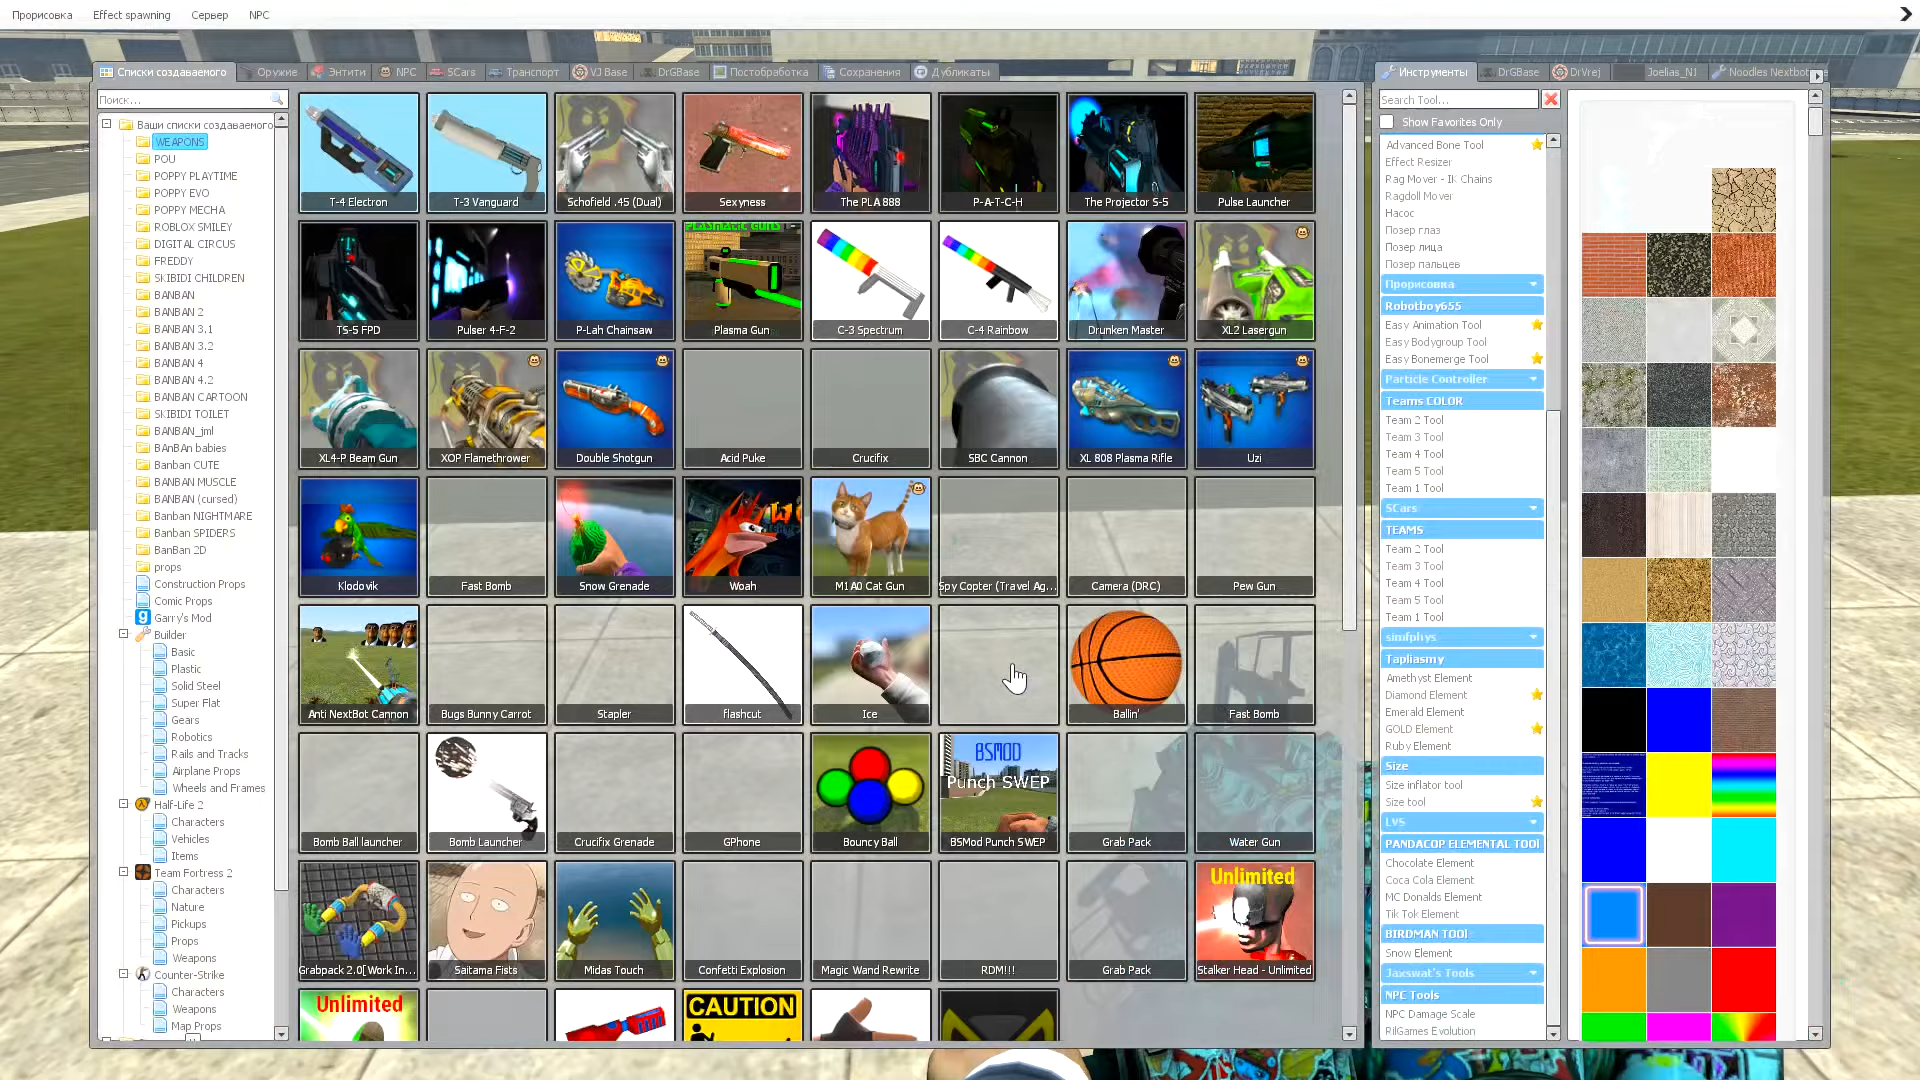 Прорисовка
Effect spawning
Сервер
NPC
Списки создаваемого
Оружие
Энтити
NPC
SCars
Транспорт
VJ Base
DrGBase
Постобработка
Сохранения
Дубликаты
Инструменты
DrGBase
DrVrej
Joelias_N1
Noodles Nextbot
Поиск...
Ваши списки создаваемого
WEAPONS
POU
POPPY PLAYTIME
POPPY EVO
POPPY MECHA
ROBLOX SMILEY
DIGITAL CIRCUS
FREDDY
SKIBIDI CHILDREN
BANBAN
BANBAN 2
BANBAN 3.1
BANBAN 3.2
BANBAN 4
BANBAN 4.2
BANBAN CARTOON
SKIBIDI TOILET
BANBAN_jml
BAnBAn babies
Banban CUTE
BANBAN MUSCLE
BANBAN (cursed)
Banban NIGHTMARE
Banban SPIDERS
BanBan 2D
props
Construction Props
Comic Props
Garry's Mod
Builder
Basic
Plastic
Solid Steel
Super Flat
Gears
Robotics
Rails and Tracks
Airplane Props
Wheels and Frames
Half-Life 2
Characters
Vehicles
Items
Team Fortress 2
Characters
Nature
Pickups
Props
Weapons
Counter-Strike
Characters
Weapons
Map Props
T-4 Electron
T-3 Vanguard
Schofield .45 (Dual)
Sexyness
The PLA 888
P-A-T-C-H
The Projector S-5
Pulse Launcher
TS-5 FPD
Pulser 4-F-2
P-Lah Chainsaw
PLASMATIC GUNS
Plasma Gun
C-3 Spectrum
C-4 Rainbow
Drunken Master
XL2 Lasergun
XL4-P Beam Gun
XOP Flamethrower
Double Shotgun
Acid Puke
Crucifix
SBC Cannon
XL 808 Plasma Rifle
Uzi
Klodovik
Fast Bomb
Snow Grenade
Woah
M1A0 Cat Gun
Spy Copter (Travel Ag...
Camera (DRC)
Pew Gun
Anti NextBot Cannon
Bugs Bunny Carrot
Stapler
flashcut
Ice
Ballin'
Fast Bomb
Bomb Ball launcher
Bomb Launcher
Crucifix Grenade
GPhone
Bouncy Ball
BSMOD
Punch SWEP
BSMod Punch SWEP
Grab Pack
Water Gun
Grabpack 2.0[Work In...
Saitama Fists
Midas Touch
Confetti Explosion
Magic Wand Rewrite
RDM!!!
Grab Pack
Unlimited
Stalker Head - Unlimited
Unlimited
CAUTION
Search Tool...
Show Favorites Only
Advanced Bone Tool
Effect Resizer
Rag Mover - IK Chains
Ragdoll Mover
Насос
Позер глаз
Позер лица
Позер пальцев
Прорисовка
Robotboy655
Easy Animation Tool
Easy Bodygroup Tool
Easy Bonemerge Tool
Particle Controller
Teams COLOR
Team 2 Tool
Team 3 Tool
Team 4 Tool
Team 5 Tool
Team 1 Tool
SCars
TEAMS
Team 2 Tool
Team 3 Tool
Team 4 Tool
Team 5 Tool
Team 1 Tool
simfphys
Tapliasmy
Amethyst Element
Diamond Element
Emerald Element
GOLD Element
Ruby Element
Size
Size inflator tool
Size tool
LVS
PANDACOP ELEMENTAL TOOl
Chocolate Element
Coca Cola Element
MC Donalds Element
Tik Tok Element
BIRDMAN TOOl
Snow Element
Jaxswat's Tools
NPC Tools
NPC Damage Scale
RilGames Evolution